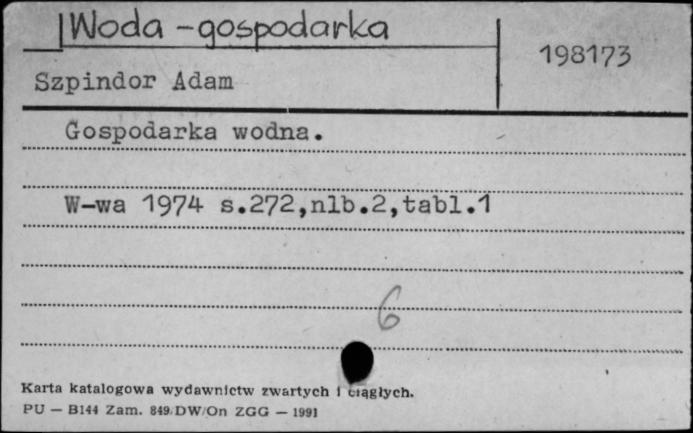 Woda - gospodarka
198173
Szpindor Adam
Gospodarka wodna.
W-wa 1974 s.272,nlb.2,tabl.1
6
Karta katalogowa wydawnictw zwartych i ciągłych.
PU — B144 Zam. 849/DW/On ZGG — 1991